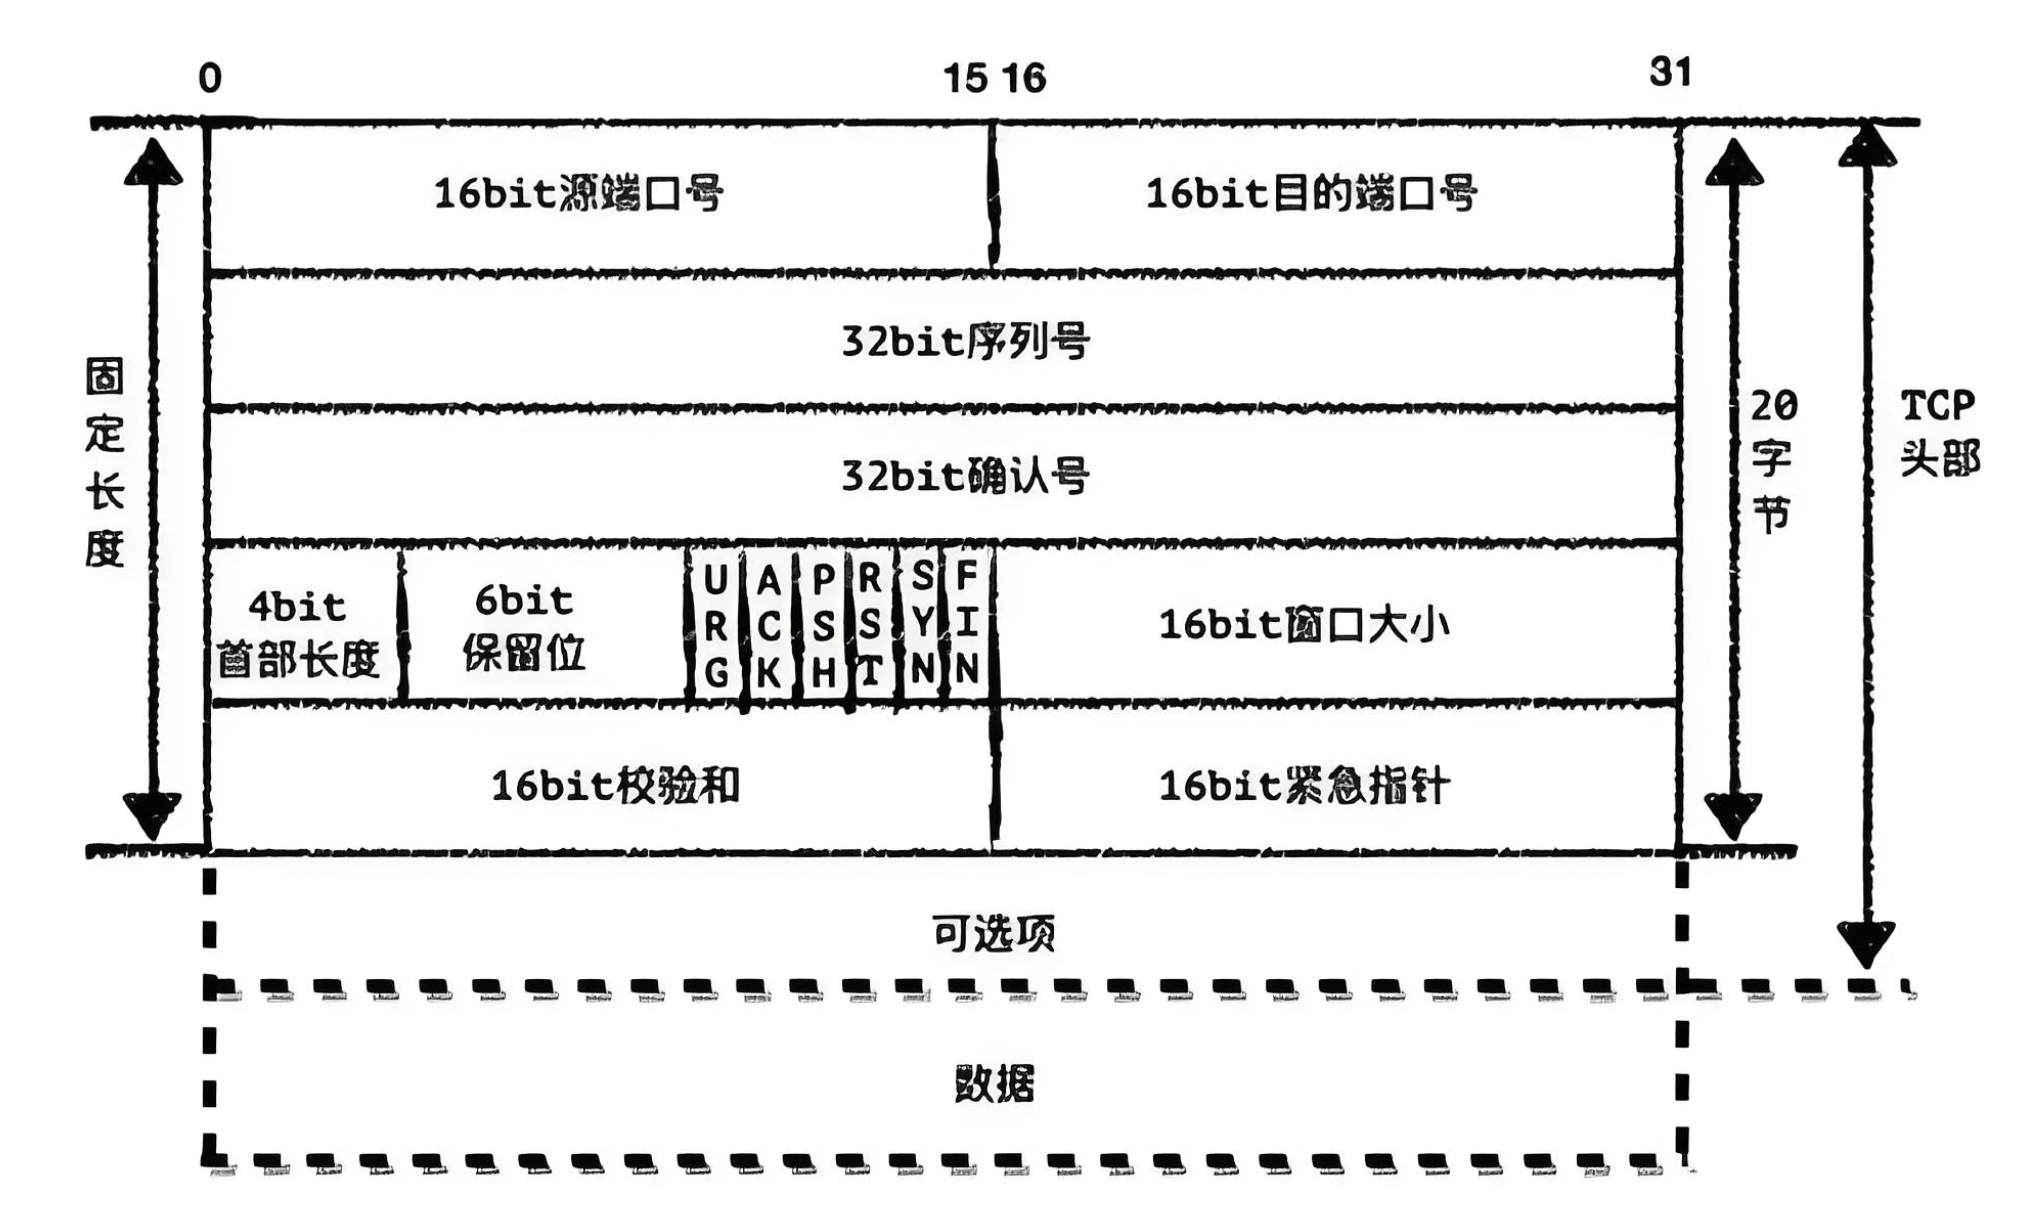 0
15 16
31
16bit源端口号
16bit目的端口号
32bit序列号
32bit确认号
固定长度
20字节
TCP
头部
4bit
首部长度
6bit
保留位
URG
ACK
PSH
RST
SYN
FIN
16bit窗口大小
16bit校验和
16bit紧急指针
可选项
数据